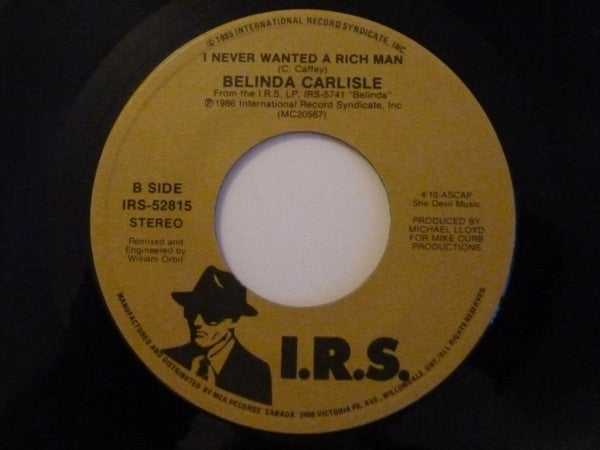 © 1985 INTERNATIONAL RECORD SYNDICATE, INC.
I NEVER WANTED A RICH MAN
(C. Caffey)
BELINDA CARLISLE
From the I.R.S. LP, IRS-5741 "Belinda"
℗1986 International Record Syndicate, Inc
(MC20567)
B SIDE
IRS-52815
STEREO
Remixed and
Engineered by
William Orbit
4:10-ASCAP
She Devil Music
PRODUCED BY
MICHAEL LLOYD
FOR MIKE CURB
PRODUCTIONS.
I.R.S.
MANUFACTURED AND DISTRIBUTED BY MCA RECORDS CANADA 2450 VICTORIA PK. AVE., WILLOWDALE, ONT./ALL RIGHTS RESERVED.